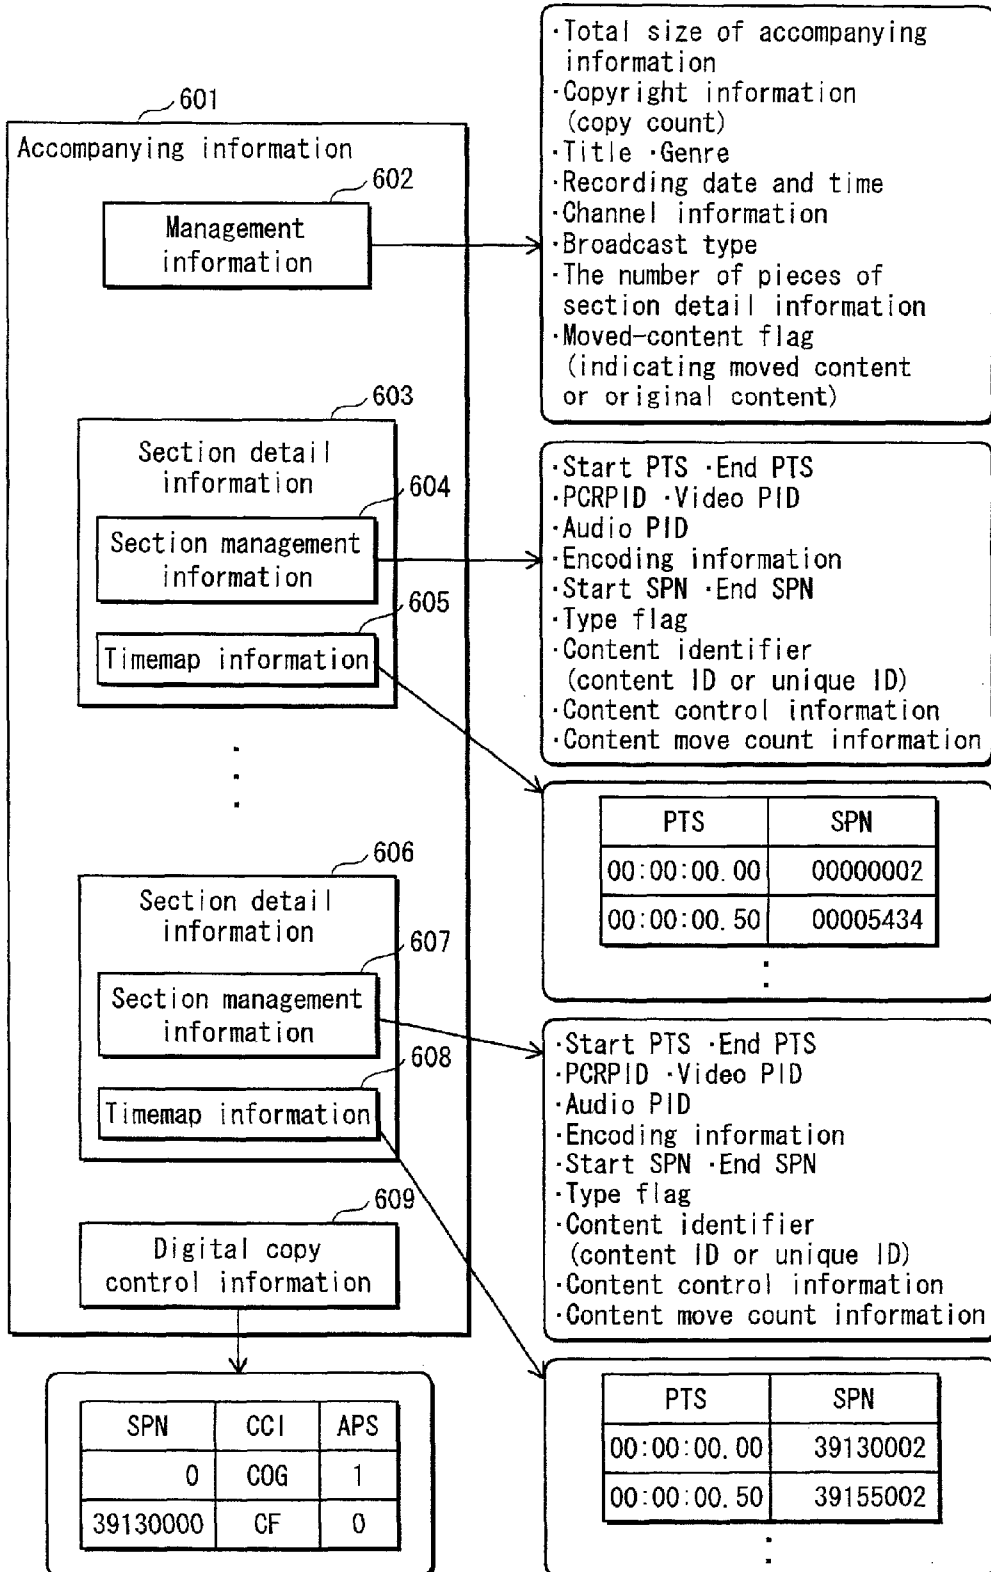 601
Accompanying information
602
Management
information
603
Section detail
information
604
Section management
information
605
Timemap information
606
Section detail
information
607
Section management
information
608
Timemap information
609
Digital copy
control information
SPN CCI APS
0 COG 1
39130000 CF 0
·Total size of accompanying
information
·Copyright information
(copy count)
·Title ·Genre
·Recording date and time
·Channel information
·Broadcast type
·The number of pieces of
section detail information
·Moved-content flag
(indicating moved content
or original content)
·Start PTS ·End PTS
·PCRPID ·Video PID
·Audio PID
·Encoding information
·Start SPN ·End SPN
·Type flag
·Content identifier
(content ID or unique ID)
·Content control information
·Content move count information
PTS SPN
00:00:00.00 00000002
00:00:00.50 00005434
·Start PTS ·End PTS
·PCRPID ·Video PID
·Audio PID
·Encoding information
·Start SPN ·End SPN
·Type flag
·Content identifier
(content ID or unique ID)
·Content control information
·Content move count information
PTS SPN
00:00:00.00 39130002
00:00:00.50 39155002